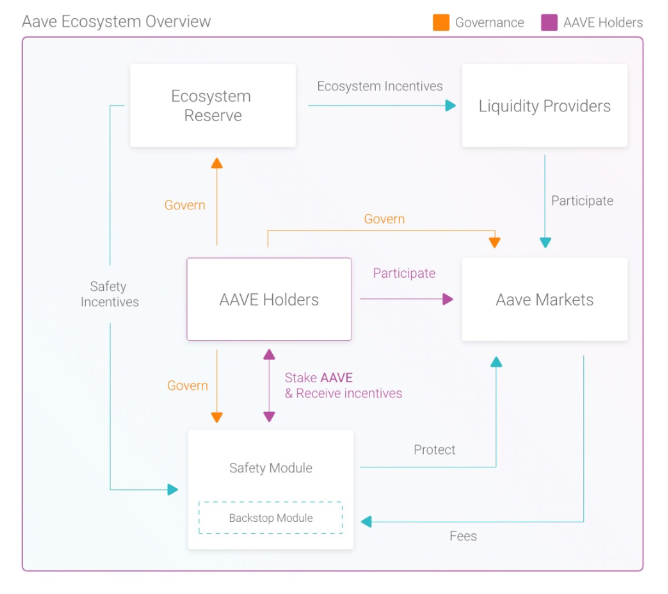 Aave Ecosystem Overview
Governance
AAVE Holders
Ecosystem
Reserve
Ecosystem Incentives
Liquidity Providers
Govern
Govern
Participate
Safety
Incentives
AAVE Holders
Participate
Aave Markets
Govern
Stake AAVE
& Receive incentives
Safety Module
Protect
Backstop Module
Fees